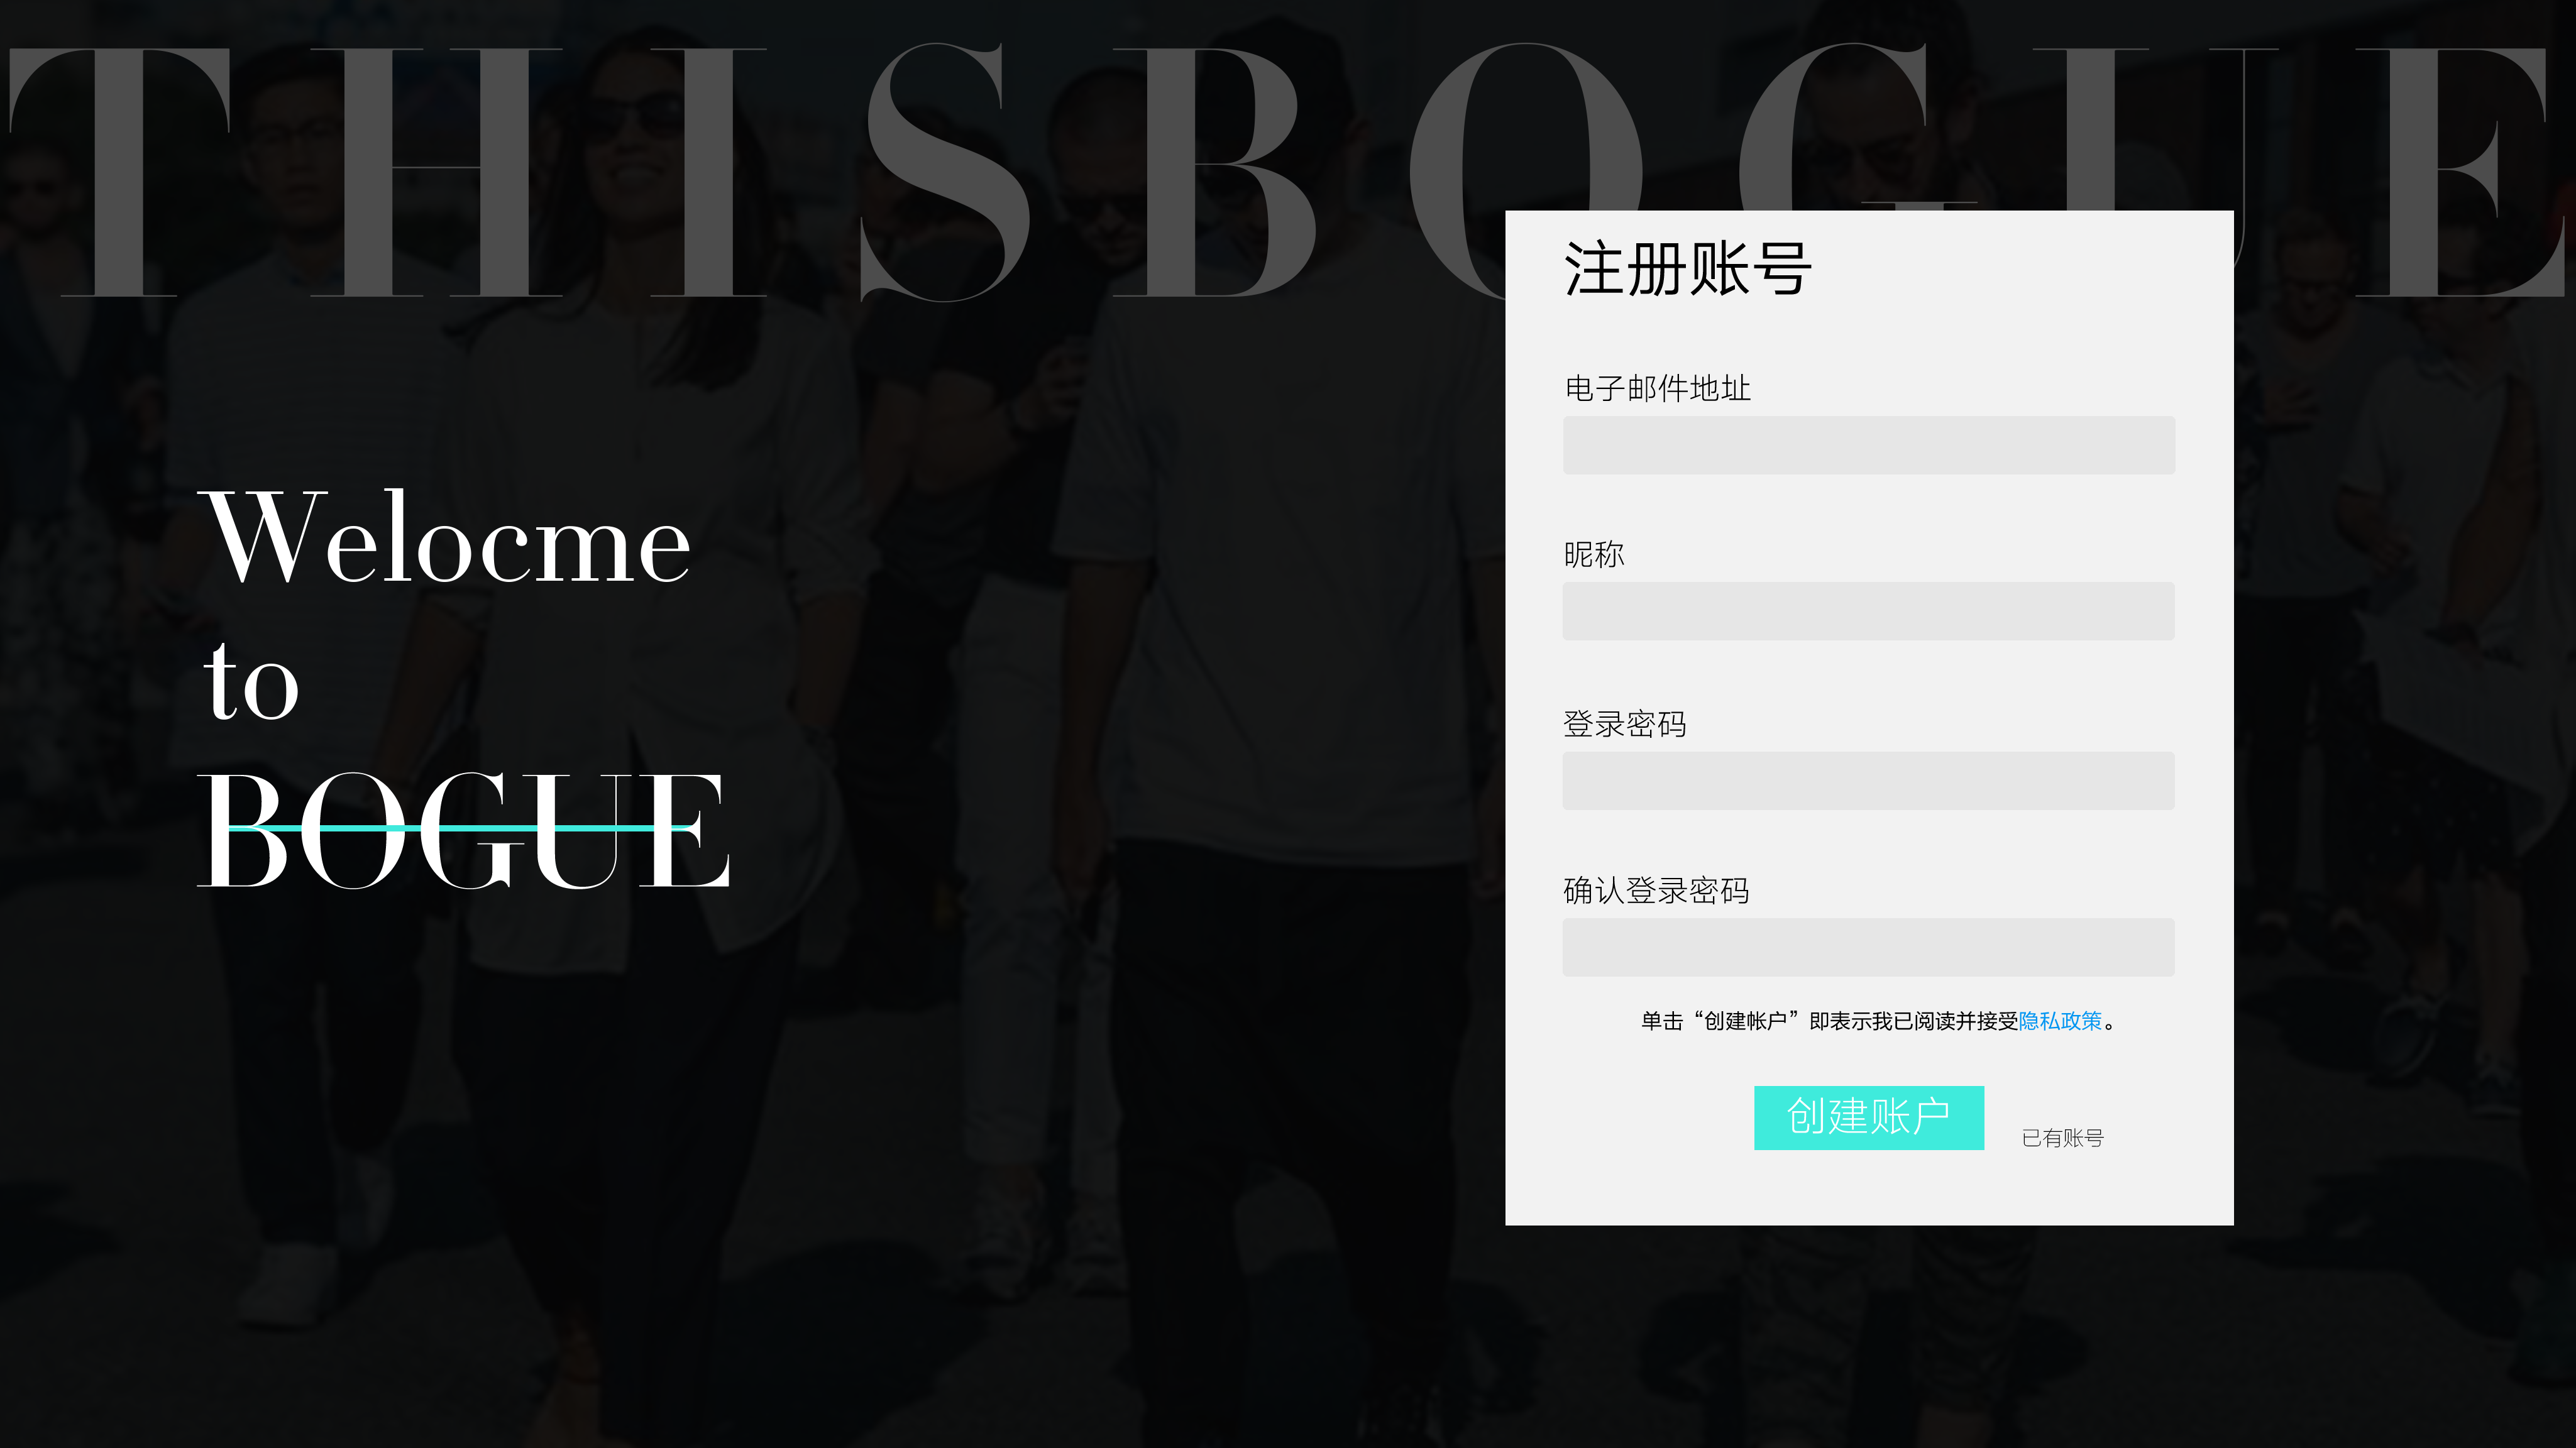 THISBOGUE
Welocme
to
BOGUE
注册账号
电子邮件地址
昵称
登录密码
确认登录密码
单击“创建帐户”即表示我已阅读并接受隐私政策。
创建账户
已有账号